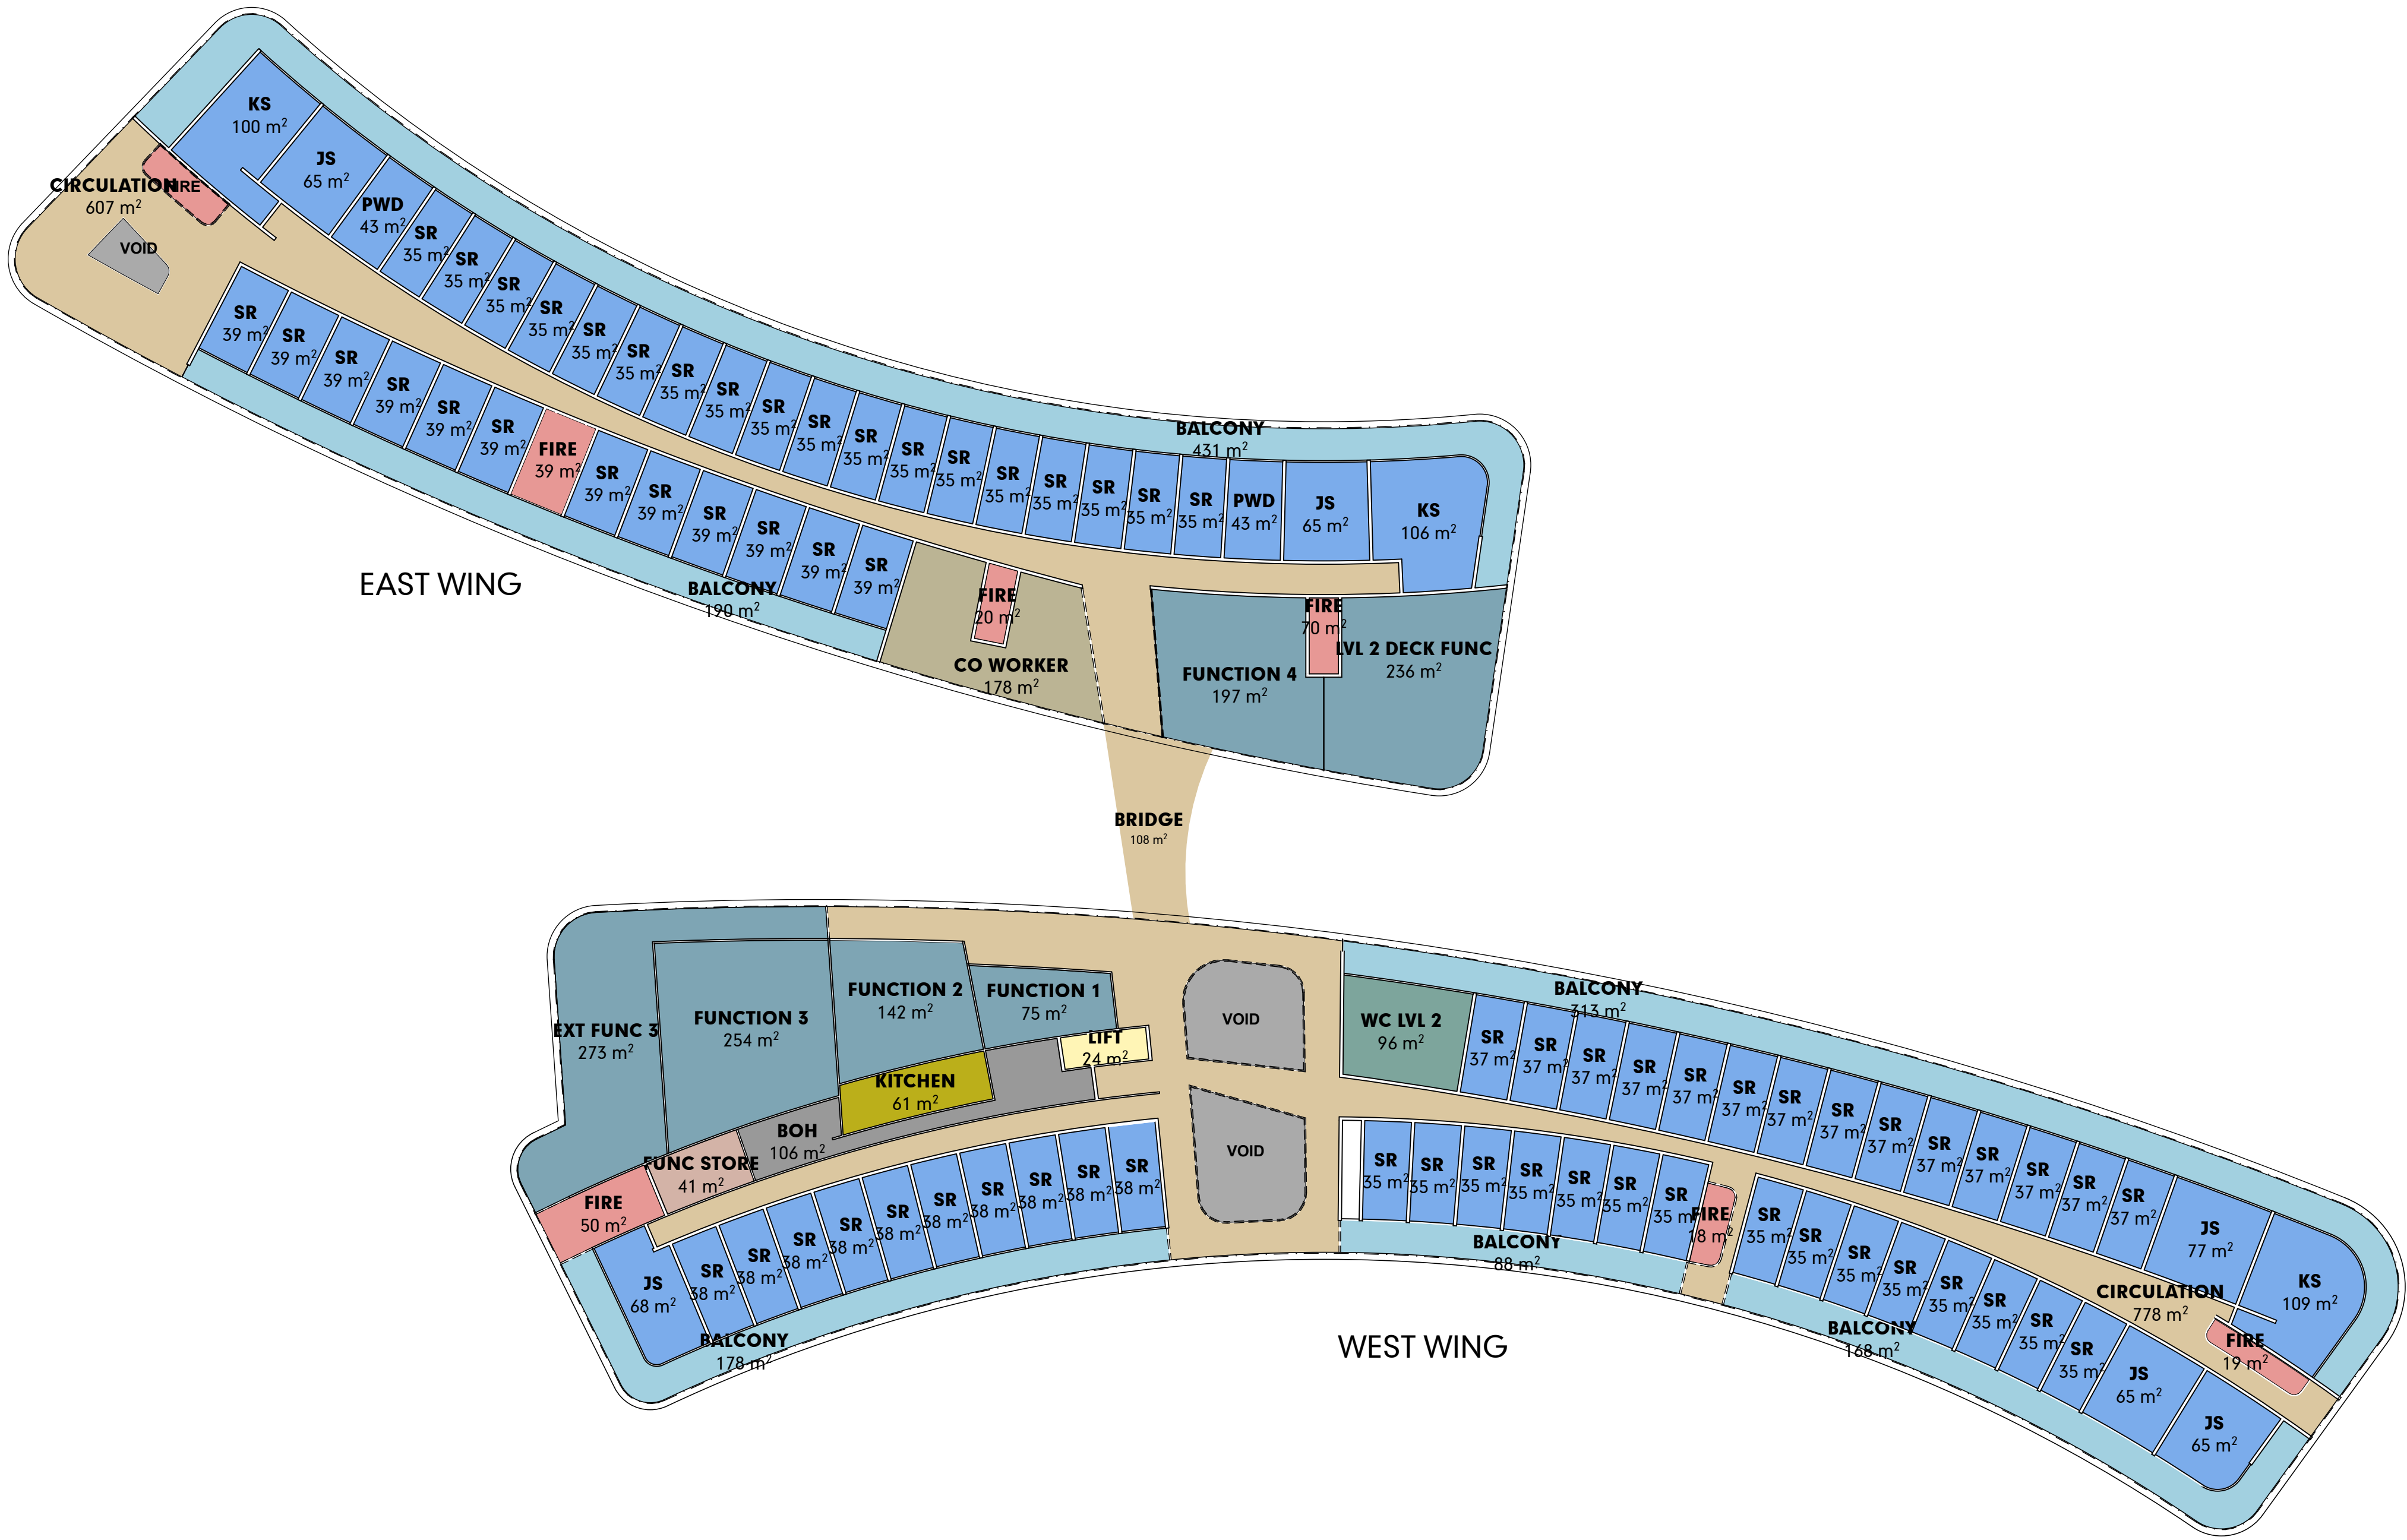 KS
100 m²
JS
65 m²
PWD
43 m²
SR
35 m²
SR
35 m²
SR
35 m²
SR
35 m²
SR
35 m²
SR
35 m²
SR
35 m²
SR
35 m²
SR
35 m²
SR
35 m²
SR
35 m²
SR
35 m²
SR
35 m²
SR
35 m²
SR
35 m²
SR
35 m²
SR
35 m²
SR
35 m²
PWD
43 m²
JS
65 m²
KS
106 m²
BALCONY
431 m²
CIRCULATION
607 m²
FIRE
VOID
SR
39 m²
SR
39 m²
SR
39 m²
SR
39 m²
SR
39 m²
SR
39 m²
FIRE
39 m²
SR
39 m²
SR
39 m²
SR
39 m²
SR
39 m²
SR
39 m²
SR
39 m²
BALCONY
190 m²
EAST WING
FIRE
20 m²
CO WORKER
178 m²
FUNCTION 4
197 m²
FIRE
70 m²
LVL 2 DECK FUNC
236 m²
BRIDGE
108 m²
EXT FUNC 3
273 m²
FUNCTION 3
254 m²
FUNCTION 2
142 m²
FUNCTION 1
75 m²
LIFT
24 m²
KITCHEN
61 m²
BOH
106 m²
FUNC STORE
41 m²
FIRE
50 m²
VOID
VOID
JS
68 m²
SR
38 m²
SR
38 m²
SR
38 m²
SR
38 m²
SR
38 m²
SR
38 m²
SR
38 m²
SR
38 m²
SR
38 m²
SR
38 m²
BALCONY
178 m²
WC LVL 2
96 m²
BALCONY
313 m²
SR
37 m²
SR
37 m²
SR
37 m²
SR
37 m²
SR
37 m²
SR
37 m²
SR
37 m²
SR
37 m²
SR
37 m²
SR
37 m²
SR
37 m²
SR
37 m²
SR
37 m²
SR
37 m²
JS
77 m²
KS
109 m²
SR
35 m²
SR
35 m²
SR
35 m²
SR
35 m²
SR
35 m²
SR
35 m²
SR
35 m²
FIRE
18 m²
BALCONY
88 m²
SR
35 m²
SR
35 m²
SR
35 m²
SR
35 m²
SR
35 m²
SR
35 m²
SR
35 m²
SR
35 m²
JS
65 m²
JS
65 m²
CIRCULATION
778 m²
FIRE
19 m²
BALCONY
168 m²
WEST WING